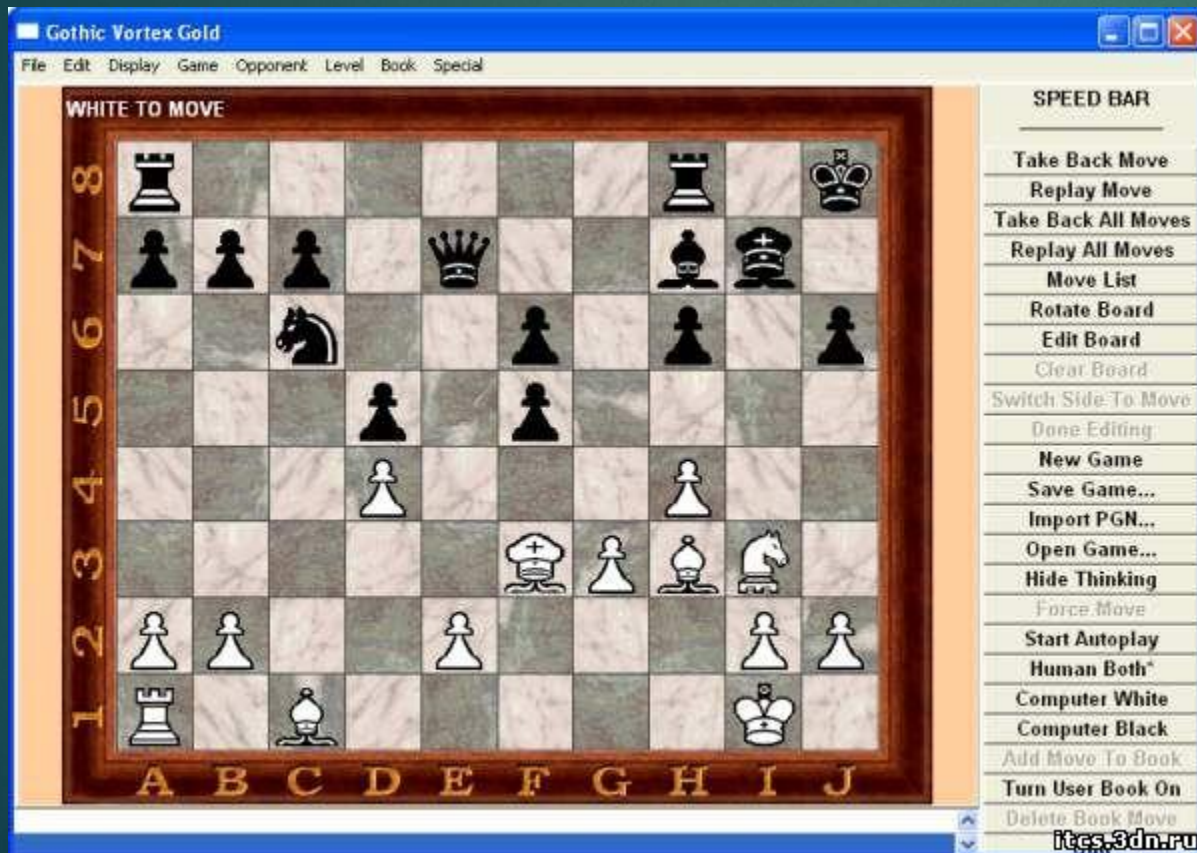 Gothic Vortex Gold
File Edit Display Game Opponent Level Book Special
WHITE TO MOVE
8
7
6
5
4
3
2
1
A B C D E F G H I J
SPEED BAR
Take Back Move
Replay Move
Take Back All Moves
Replay All Moves
Move List
Rotate Board
Edit Board
Clear Board
Switch Side To Move
Done Editing
New Game
Save Game...
Import PGN...
Open Game...
Hide Thinking
Force Move
Start Autoplay
Human Both*
Computer White
Computer Black
Add Move To Book
Turn User Book On
Delete Book Move
itcs.3dn.ru